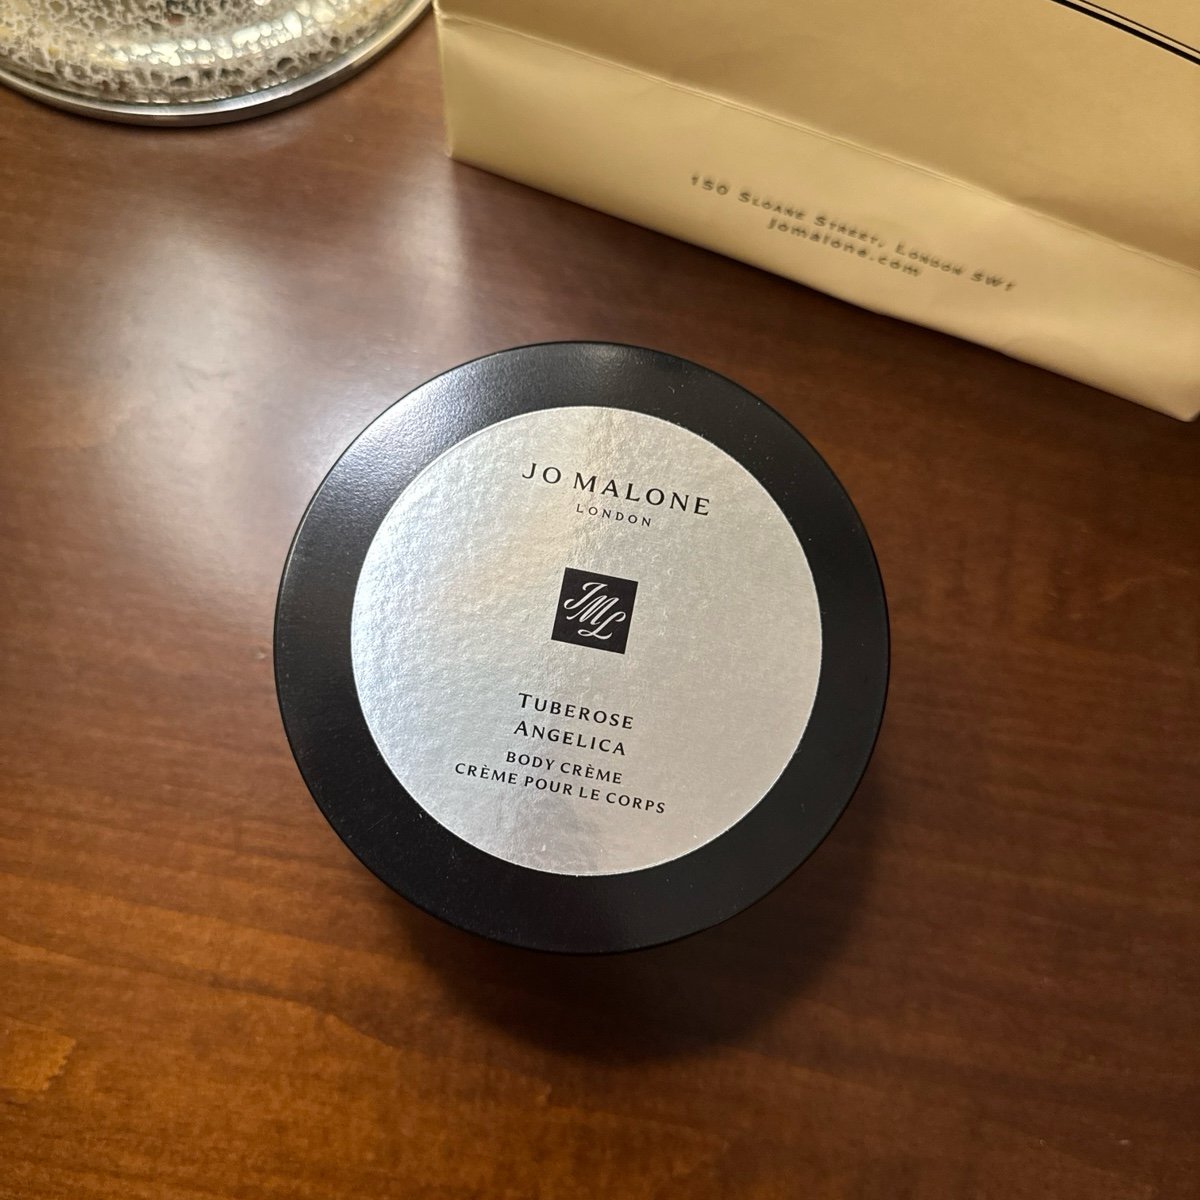 150 Sloane Street, London SW1
jomalone.com
JO MALONE
LONDON
JML
TUBEROSE
ANGELICA
BODY CRÈME
CRÈME POUR LE CORPS